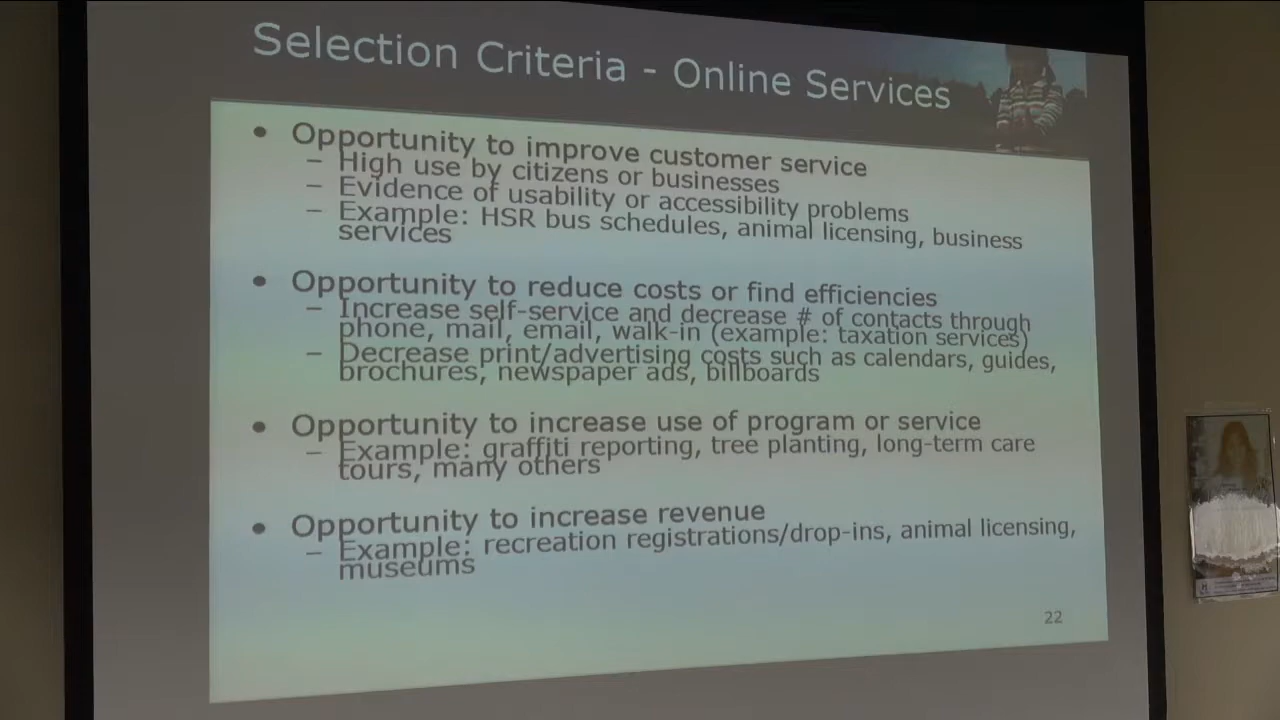 Selection Criteria - Online Services
• Opportunity to improve customer service
– High use by citizens or businesses
– Evidence of usability or accessibility problems
– Example: HSR bus schedules, animal licensing, business
services
• Opportunity to reduce costs or find efficiencies
– Increase self-service and decrease # of contacts through
phone, mail, email, walk-in (example: taxation services)
– Decrease print/advertising costs such as calendars, guides,
brochures, newspaper ads, billboards
• Opportunity to increase use of program or service
– Example: graffiti reporting, tree planting, long-term care
tours, many others
• Opportunity to increase revenue
– Example: recreation registrations/drop-ins, animal licensing,
museums
22